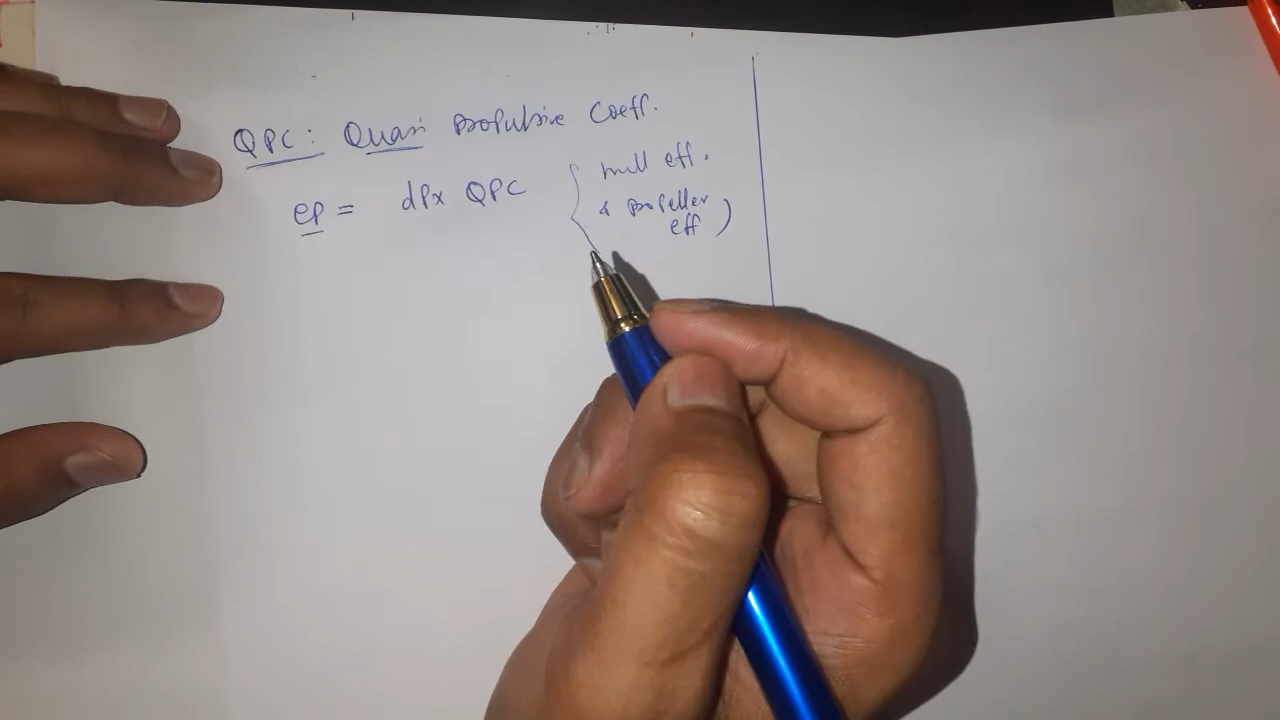 QPC: Quasi propulsive Coeff.
ep = dp x QPC
{ hull eff.
& propeller
eff )